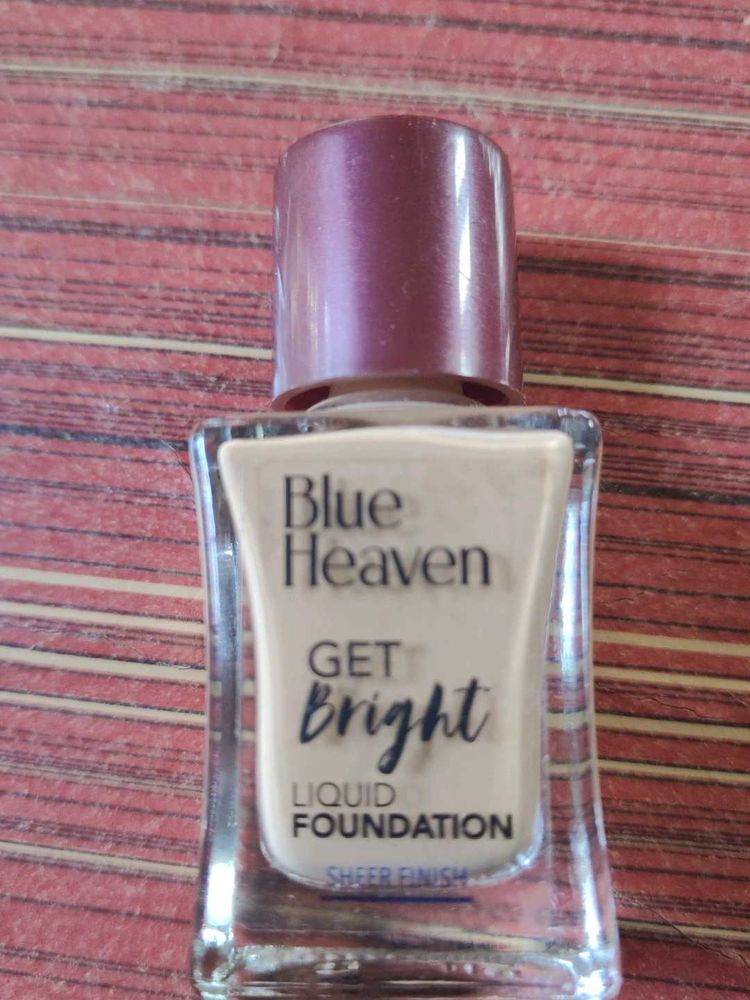 Blue
Heaven
GET
Bright
LIQUID
FOUNDATION
SHEER FINISH